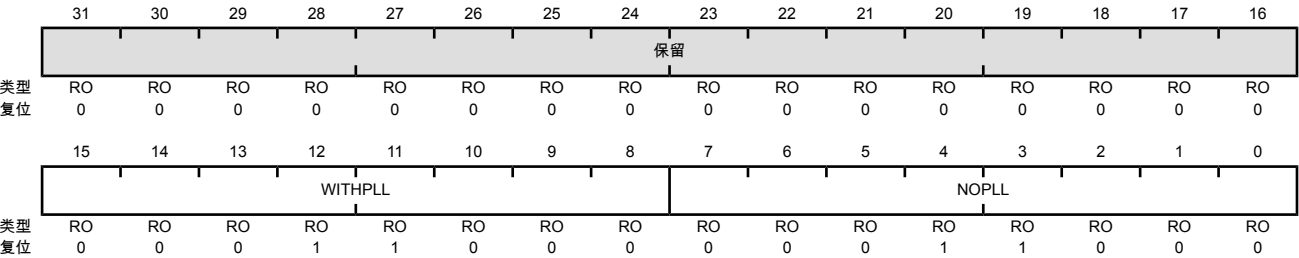 31 30 29 28 27 26 25 24 23 22 21 20 19 18 17 16
保留
类型 RO RO RO RO RO RO RO RO RO RO RO RO RO RO RO RO
复位 0 0 0 0 0 0 0 0 0 0 0 0 0 0 0 0
15 14 13 12 11 10 9 8 7 6 5 4 3 2 1 0
WITHPLL NOPLL
类型 RO RO RO RO RO RO RO RO RO RO RO RO RO RO RO RO
复位 0 0 0 1 1 0 0 0 0 0 0 1 1 0 0 0